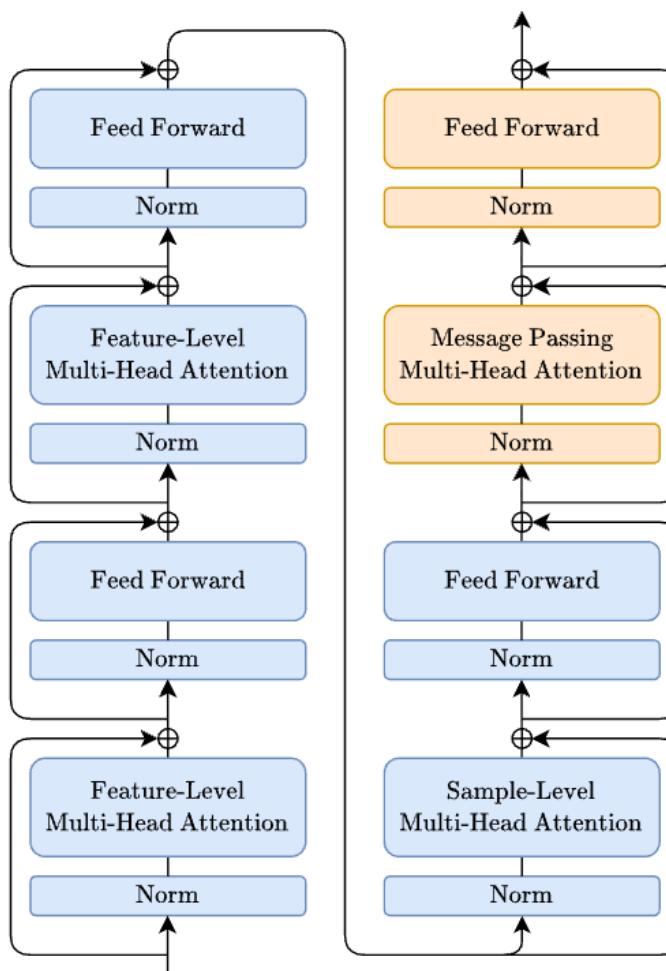 Feed Forward
Norm
Feature-Level
Multi-Head Attention
Norm
Feed Forward
Norm
Feature-Level
Multi-Head Attention
Norm
Feed Forward
Norm
Message Passing
Multi-Head Attention
Norm
Feed Forward
Norm
Sample-Level
Multi-Head Attention
Norm